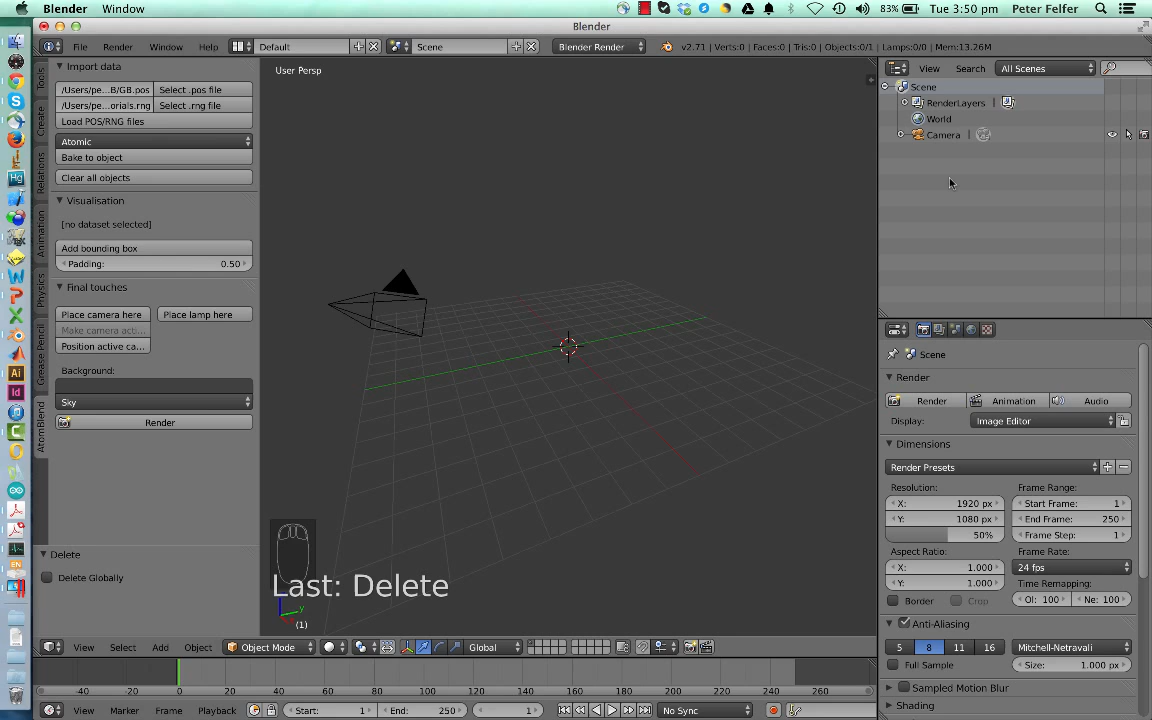 Blender Window 83% Tue 3:50 pm Peter Felfer
Blender
File Render Window Help Default Scene Blender Render v2.71 | Verts:0 | Faces:0 | Tris:0 | Objects:0/1 | Lamps:0/0 | Mem:13.26M
Tools
Create
Relations
Animation
Physics
Grease Pencil
AtomBlend
Import data
/Users/pe...B/GB.pos Select .pos file
/Users/pe...orials.rng Select .rng file
Load POS/RNG files
Atomic
Bake to object
Clear all objects
Visualisation
[no dataset selected]
Add bounding box
Padding: 0.50
Final touches
Place camera here Place lamp here
Make camera acti...
Position active ca...
Background:
Sky
Render
Delete
Delete Globally
User Persp
Last: Delete
y
(1)
View Select Add Object Object Mode Global
-40 -20 0 20 40 60 80 100 120 140 160 180 200 220 240 260
View Marker Frame Playback Start: 1 End: 250 1 No Sync
View Search All Scenes
Scene
RenderLayers |
World
Camera |
Scene
Render
Render Animation Audio
Display: Image Editor
Dimensions
Render Presets
Resolution: Frame Range:
X: 1920 px Start Frame: 1
Y: 1080 px End Frame: 250
50% Frame Step: 1
Aspect Ratio: Frame Rate:
X: 1.000 24 fps
Y: 1.000 Time Remapping:
Border Crop Ol: 100 Ne: 100
Anti-Aliasing
5 8 11 16 Mitchell-Netravali
Full Sample Size: 1.000 px
Sampled Motion Blur
Shading